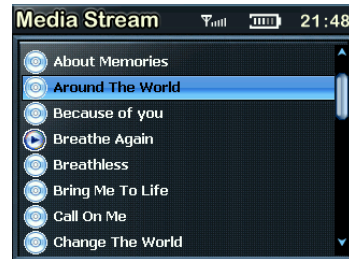 Media Stream 21:48
About Memories
Around The World
Because of you
Breathe Again
Breathless
Bring Me To Life
Call On Me
Change The World